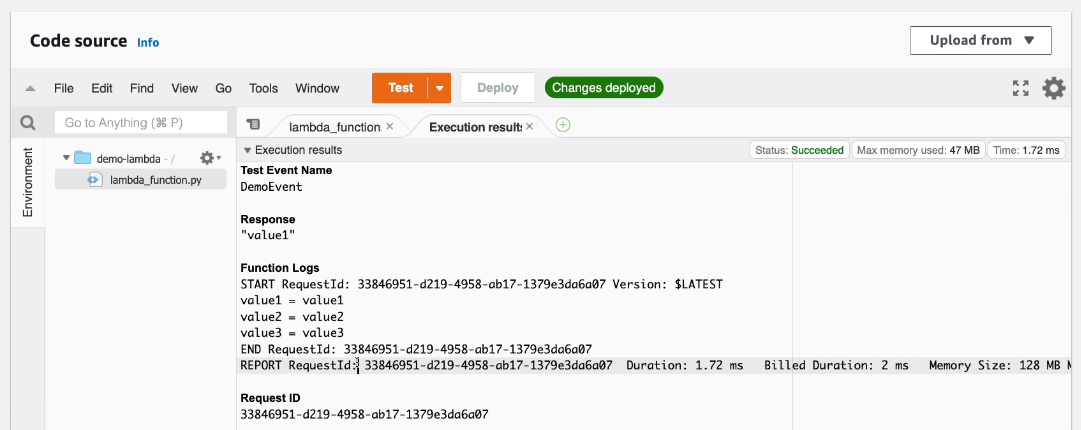 Code source Info
Upload from
File Edit Find View Go Tools Window Test Deploy Changes deployed
Go to Anything (⌘ P)
lambda_function. Execution result
Environment
demo-lambda - /
lambda_function.py
Execution results
Status: Succeeded Max memory used: 47 MB Time: 1.72 ms
Test Event Name
DemoEvent
Response
"value1"
Function Logs
START RequestId: 33846951-d219-4958-ab17-1379e3da6a07 Version: $LATEST
value1 = value1
value2 = value2
value3 = value3
END RequestId: 33846951-d219-4958-ab17-1379e3da6a07
REPORT RequestId: 33846951-d219-4958-ab17-1379e3da6a07 Duration: 1.72 ms Billed Duration: 2 ms Memory Size: 128 MB
Request ID
33846951-d219-4958-ab17-1379e3da6a07